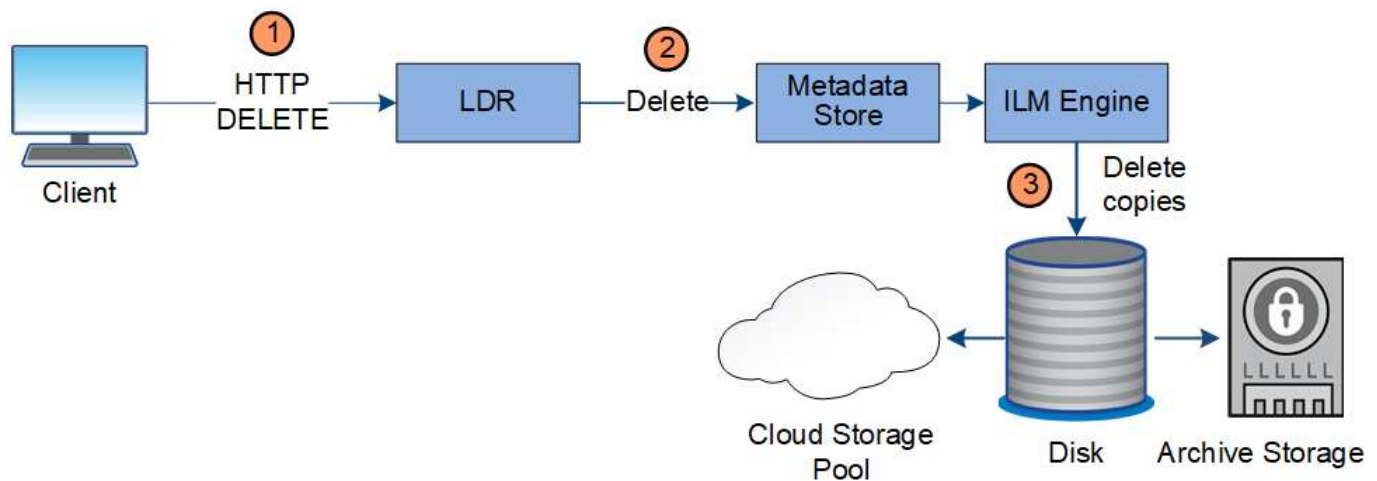 1
HTTP
DELETE
Client
LDR
2
Delete
Metadata
Store
ILM Engine
3
Delete
copies
Cloud Storage
Pool
Disk
LLLLLL
Archive Storage